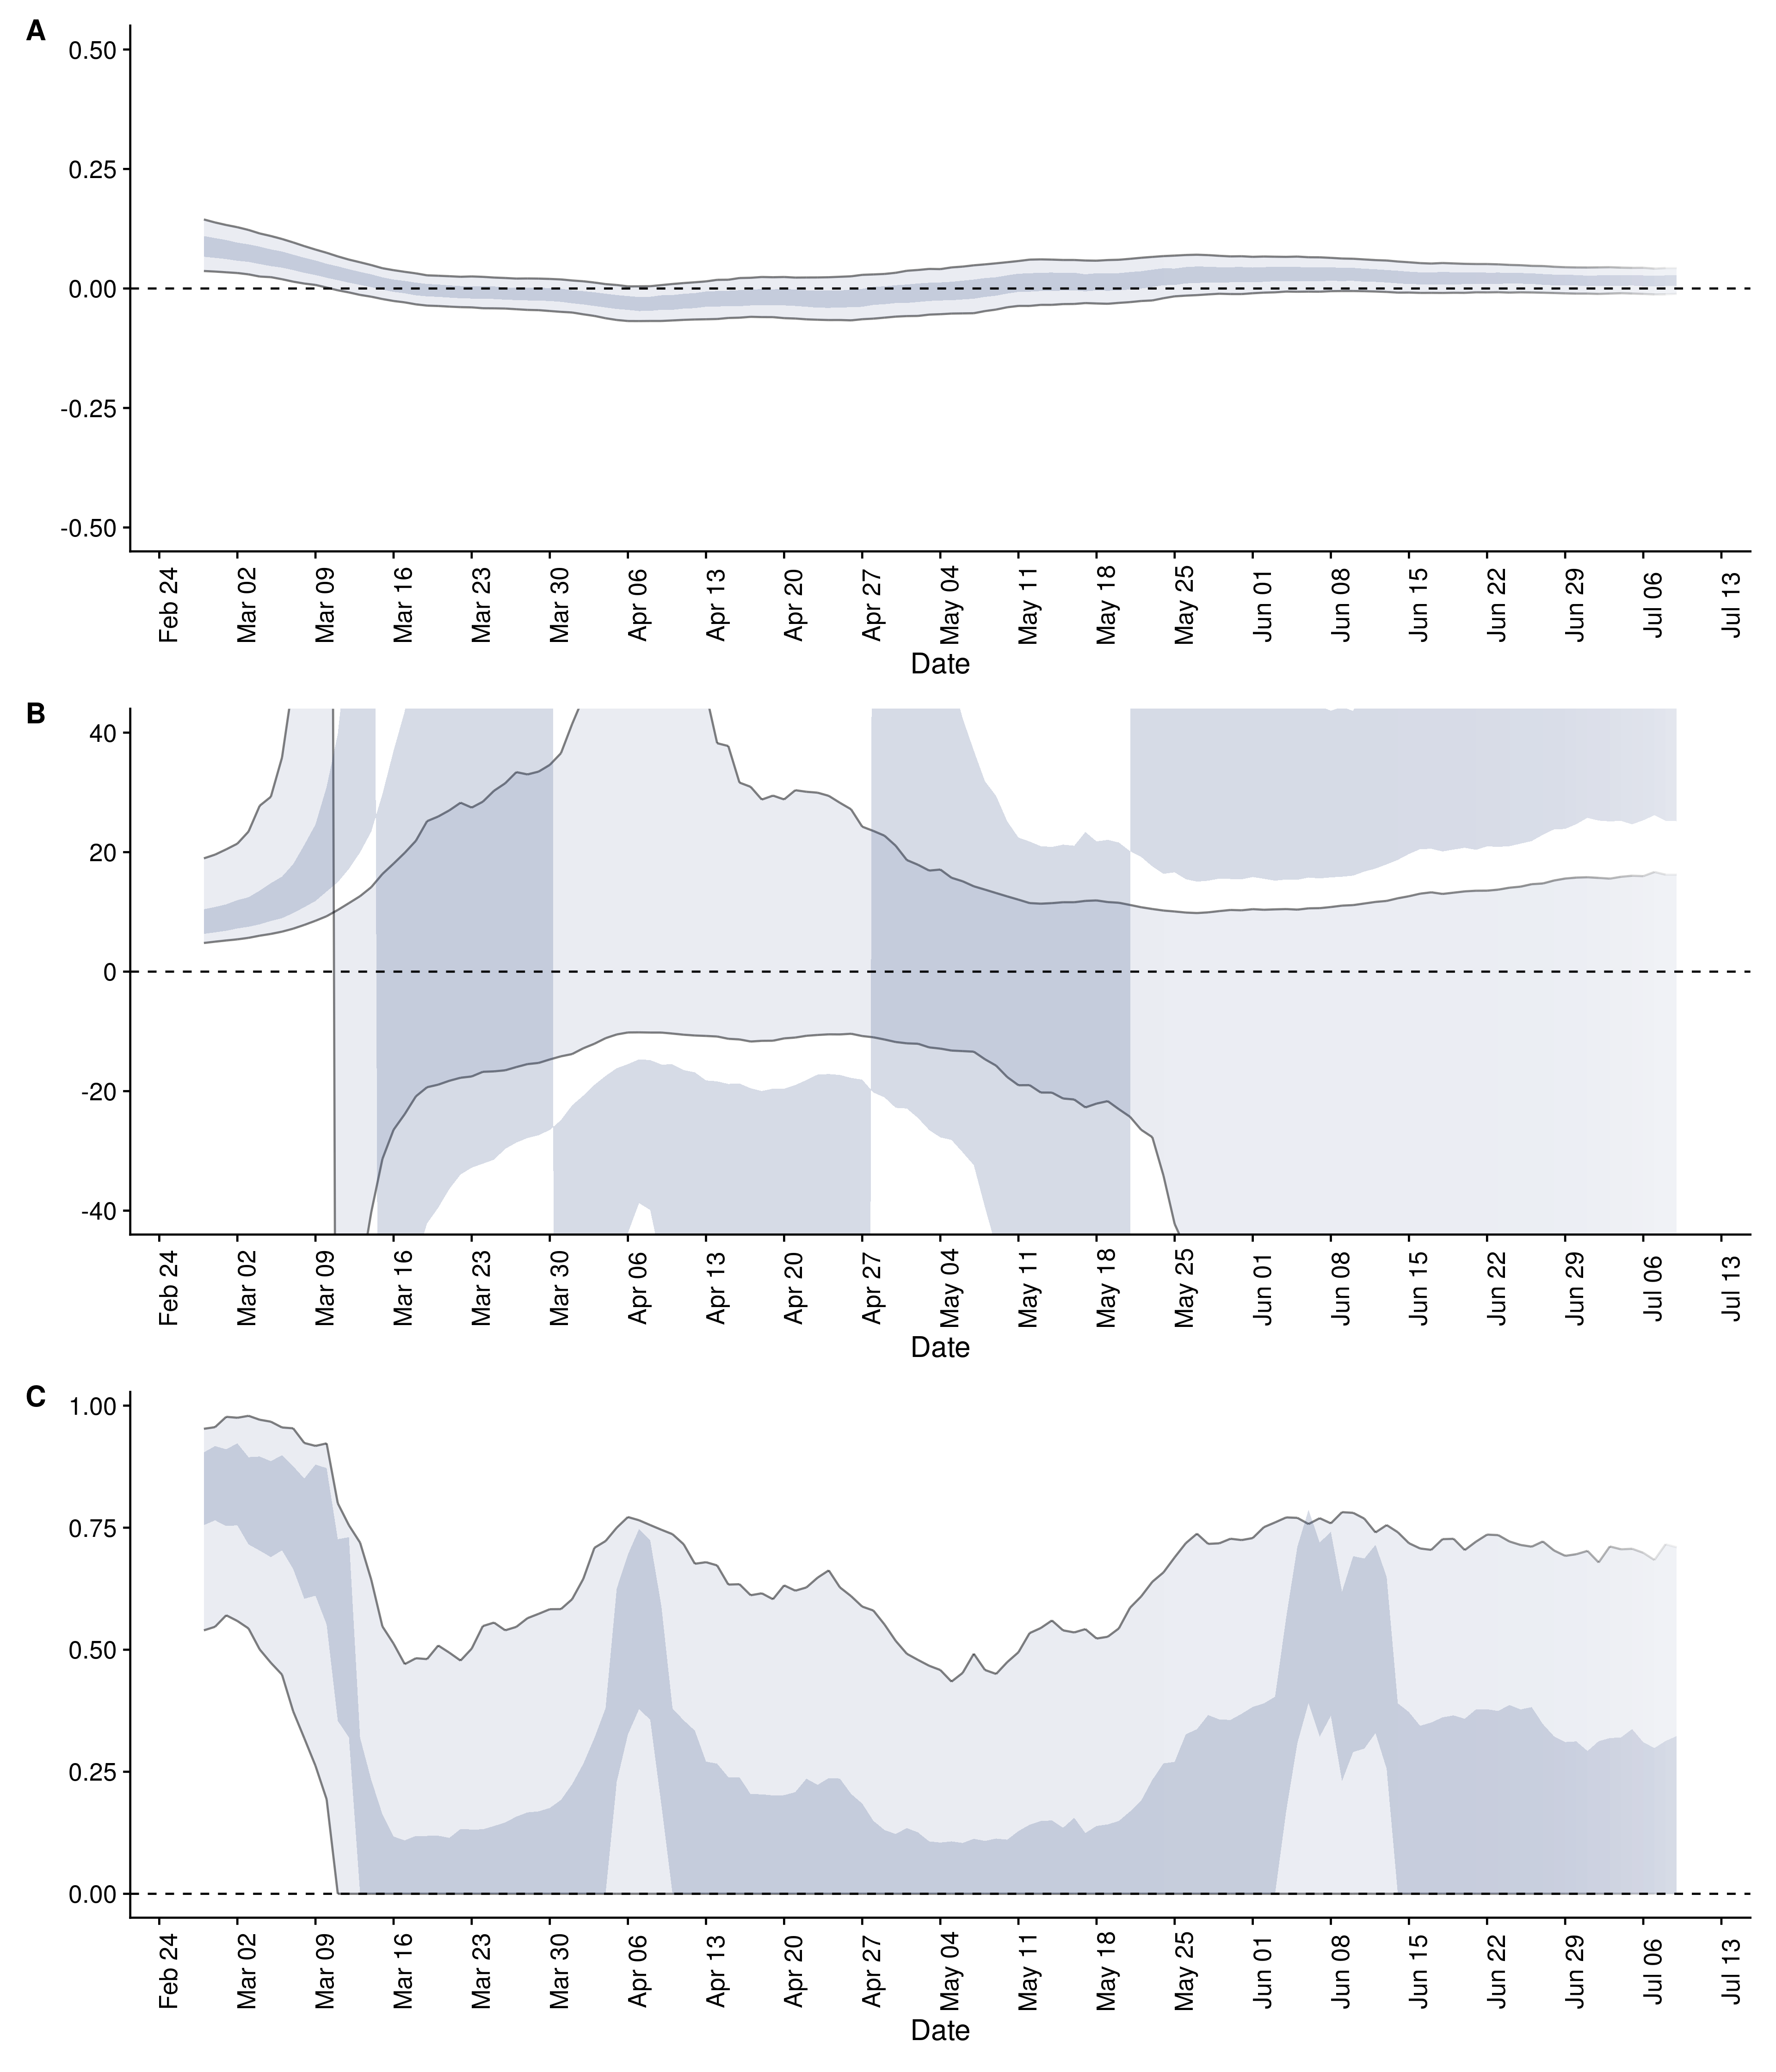 A
0.50
0.25
0.00
-0.25
-0.50
Feb 24
Mar 02
Mar 09
Mar 16
Mar 23
Mar 30
Apr 06
Apr 13
Apr 20
Apr 27
May 04
May 11
May 18
May 25
Jun 01
Jun 08
Jun 15
Jun 22
Jun 29
Jul 06
Jul 13
Date
B
40
20
0
-20
-40
Feb 24
Mar 02
Mar 09
Mar 16
Mar 23
Mar 30
Apr 06
Apr 13
Apr 20
Apr 27
May 04
May 11
May 18
May 25
Jun 01
Jun 08
Jun 15
Jun 22
Jun 29
Jul 06
Jul 13
Date
C
1.00
0.75
0.50
0.25
0.00
Feb 24
Mar 02
Mar 09
Mar 16
Mar 23
Mar 30
Apr 06
Apr 13
Apr 20
Apr 27
May 04
May 11
May 18
May 25
Jun 01
Jun 08
Jun 15
Jun 22
Jun 29
Jul 06
Jul 13
Date